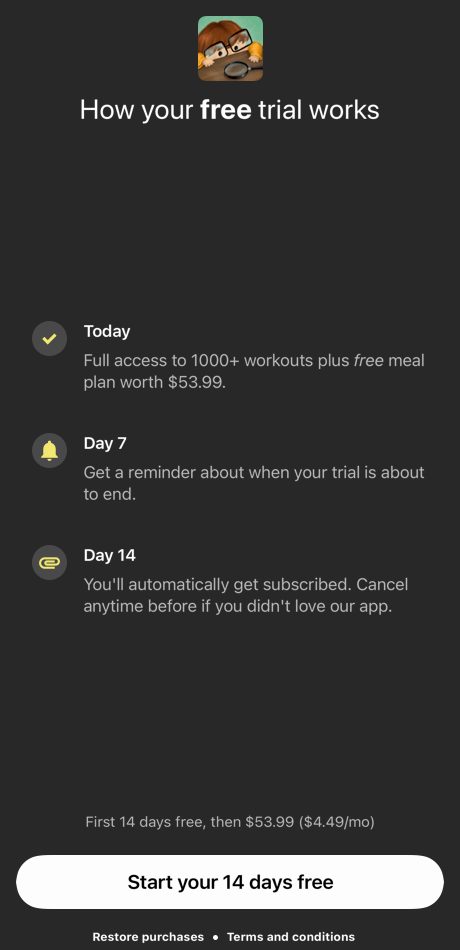 How your free trial works
Today
Full access to 1000+ workouts plus free meal
plan worth $53.99.
Day 7
Get a reminder about when your trial is about
to end.
Day 14
You'll automatically get subscribed. Cancel
anytime before if you didn't love our app.
First 14 days free, then $53.99 ($4.49/mo)
Start your 14 days free
Restore purchases • Terms and conditions